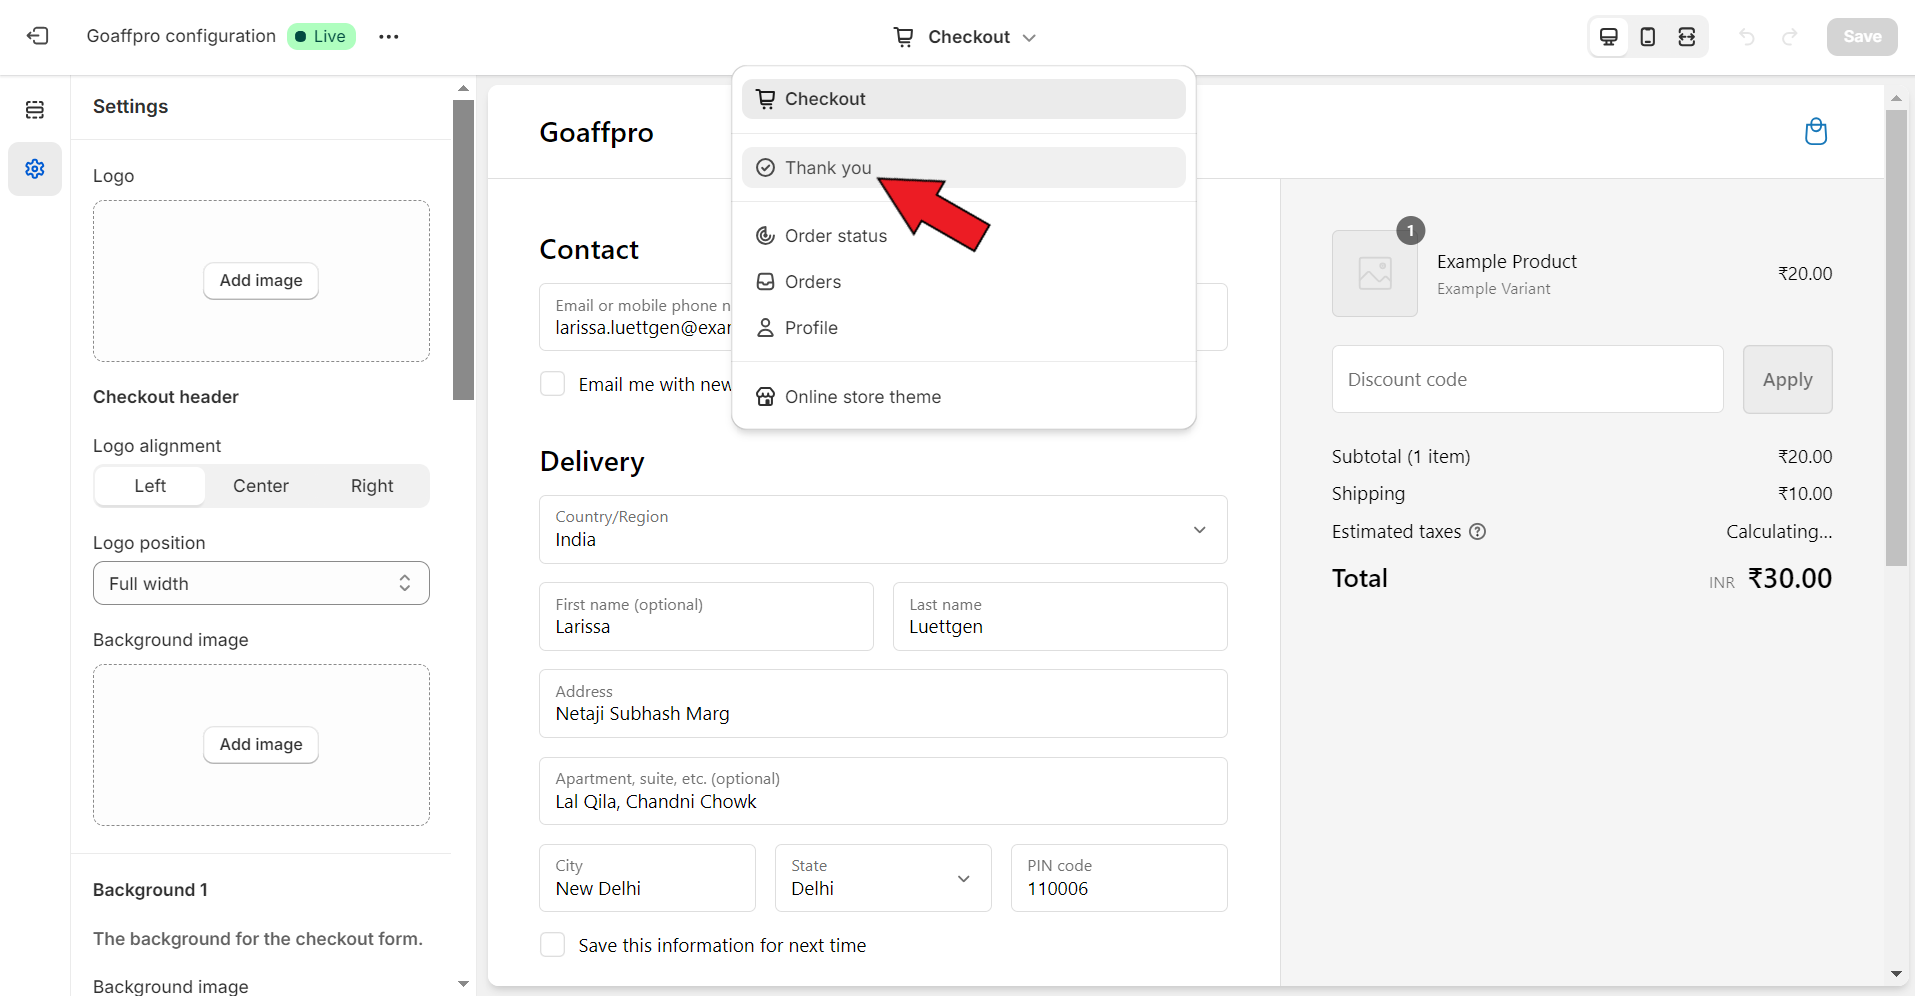 Goaffpro configuration
Live
Checkout
Save
Settings
Logo
Add image
Checkout header
Logo alignment
Left
Center
Right
Logo position
Full width
Background image
Add image
Background 1
The background for the checkout form.
Background image
Checkout
Thank you
Order status
Orders
Profile
Online store theme
Goaffpro
Contact
Email or mobile phone n
larissa.luettgen@exar
Email me with new
Delivery
Country/Region
India
First name (optional)
Larissa
Last name
Luettgen
Address
Netaji Subhash Marg
Apartment, suite, etc. (optional)
Lal Qila, Chandni Chowk
City
New Delhi
State
Delhi
PIN code
110006
Save this information for next time
1
Example Product
Example Variant
₹20.00
Discount code
Apply
Subtotal (1 item) ₹20.00
Shipping ₹10.00
Estimated taxes Calculating...
Total INR ₹30.00